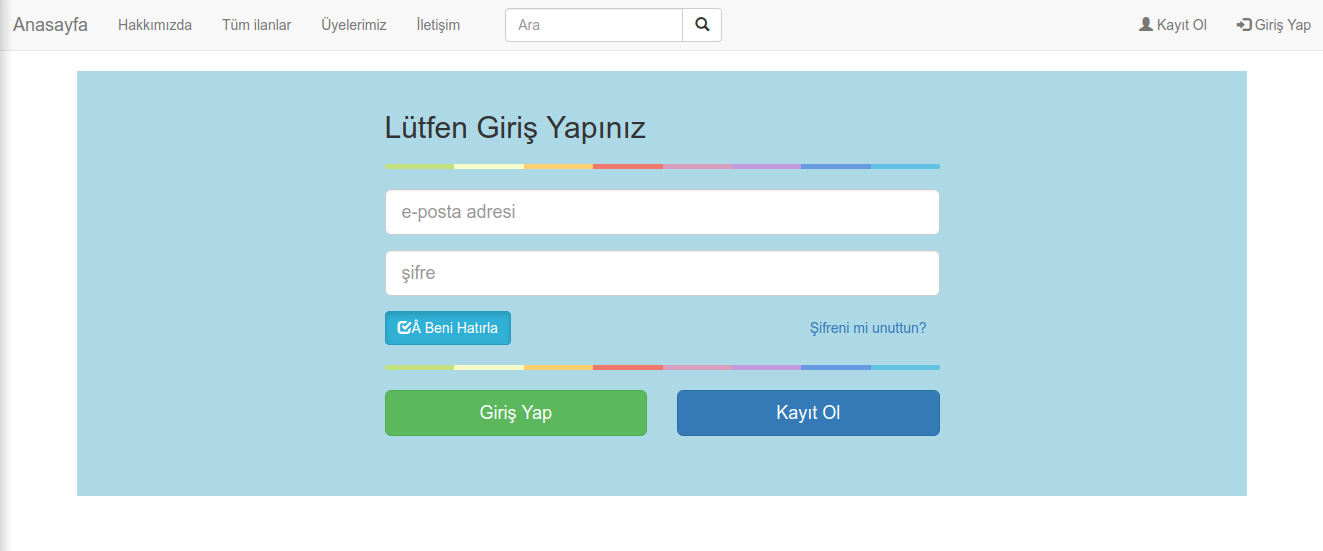 Anasayfa Hakkımızda Tüm ilanlar Üyelerimiz İletişim Ara Kayıt Ol Giriş Yap
Lütfen Giriş Yapınız
e-posta adresi
şifre
Â Beni Hatırla Şifreni mi unuttun?
Giriş Yap Kayıt Ol